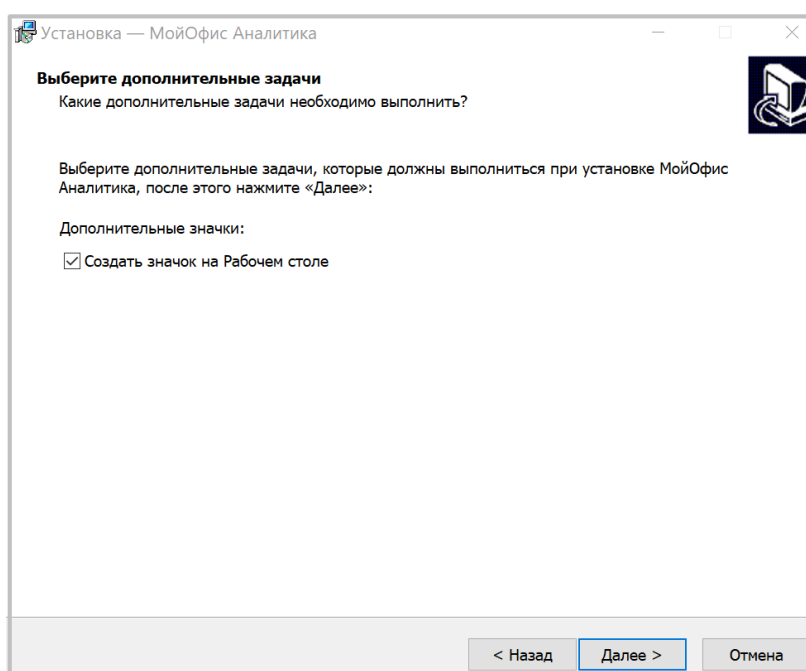 Установка — МойОфис Аналитика
Выберите дополнительные задачи
Какие дополнительные задачи необходимо выполнить?
Выберите дополнительные задачи, которые должны выполниться при установке МойОфис
Аналитика, после этого нажмите «Далее»:
Дополнительные значки:
Создать значок на Рабочем столе
< Назад
Далее >
Отмена